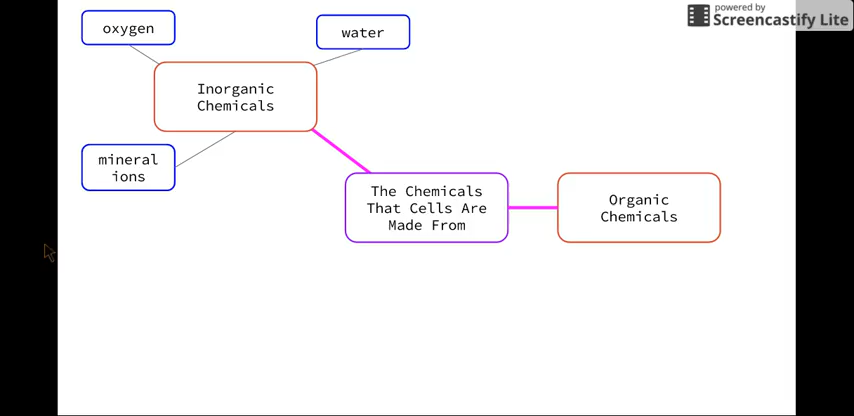 powered by
Screencastify Lite
oxygen
water
Inorganic
Chemicals
mineral
ions
The Chemicals
That Cells Are
Made From
Organic
Chemicals